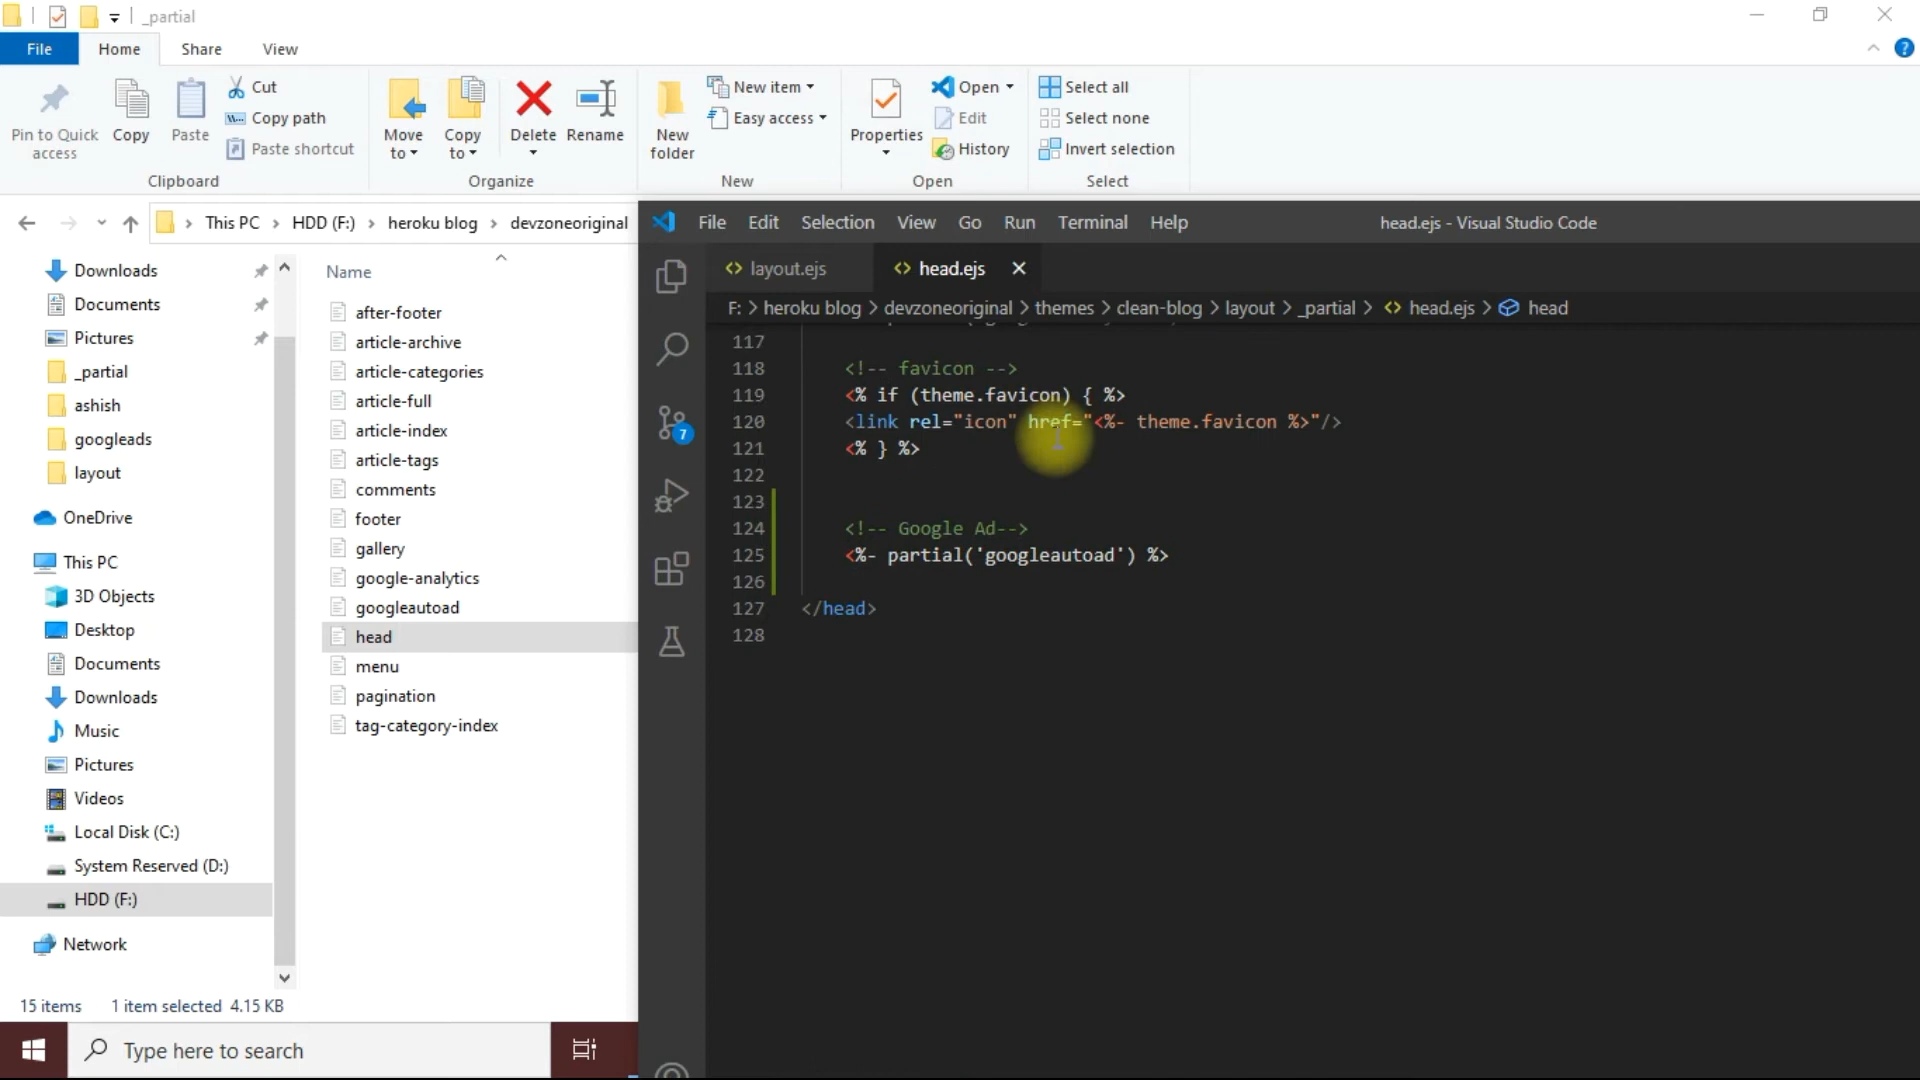 _partial
File Home Share View
Pin to Quick access
Copy
Paste
Cut
Copy path
Paste shortcut
Clipboard
Move to
Copy to
Delete
Rename
Organize
New folder
New item
Easy access
New
Properties
Open
Edit
History
Open
Select all
Select none
Invert selection
Select
This PC > HDD (F:) > heroku blog > devzoneoriginal
Downloads
Documents
Pictures
_partial
ashish
googleads
layout
OneDrive
This PC
3D Objects
Desktop
Documents
Downloads
Music
Pictures
Videos
Local Disk (C:)
System Reserved (D:)
HDD (F:)
Network
Name
after-footer
article-archive
article-categories
article-full
article-index
article-tags
comments
footer
gallery
google-analytics
googleautoad
head
menu
pagination
tag-category-index
15 items 1 item selected 4.15 KB
Type here to search
File Edit Selection View Go Run Terminal Help
head.ejs - Visual Studio Code
layout.ejs
head.ejs
F: > heroku blog > devzoneoriginal > themes > clean-blog > layout > _partial > head.ejs > head
7
117
118 <!-- favicon -->
119 <% if (theme.favicon) { %>
120 <link rel="icon" href="<%- theme.favicon %>"/>
121 <% } %>
122
123
124 <!-- Google Ad-->
125 <%- partial('googleautoad') %>
126
127 </head>
128